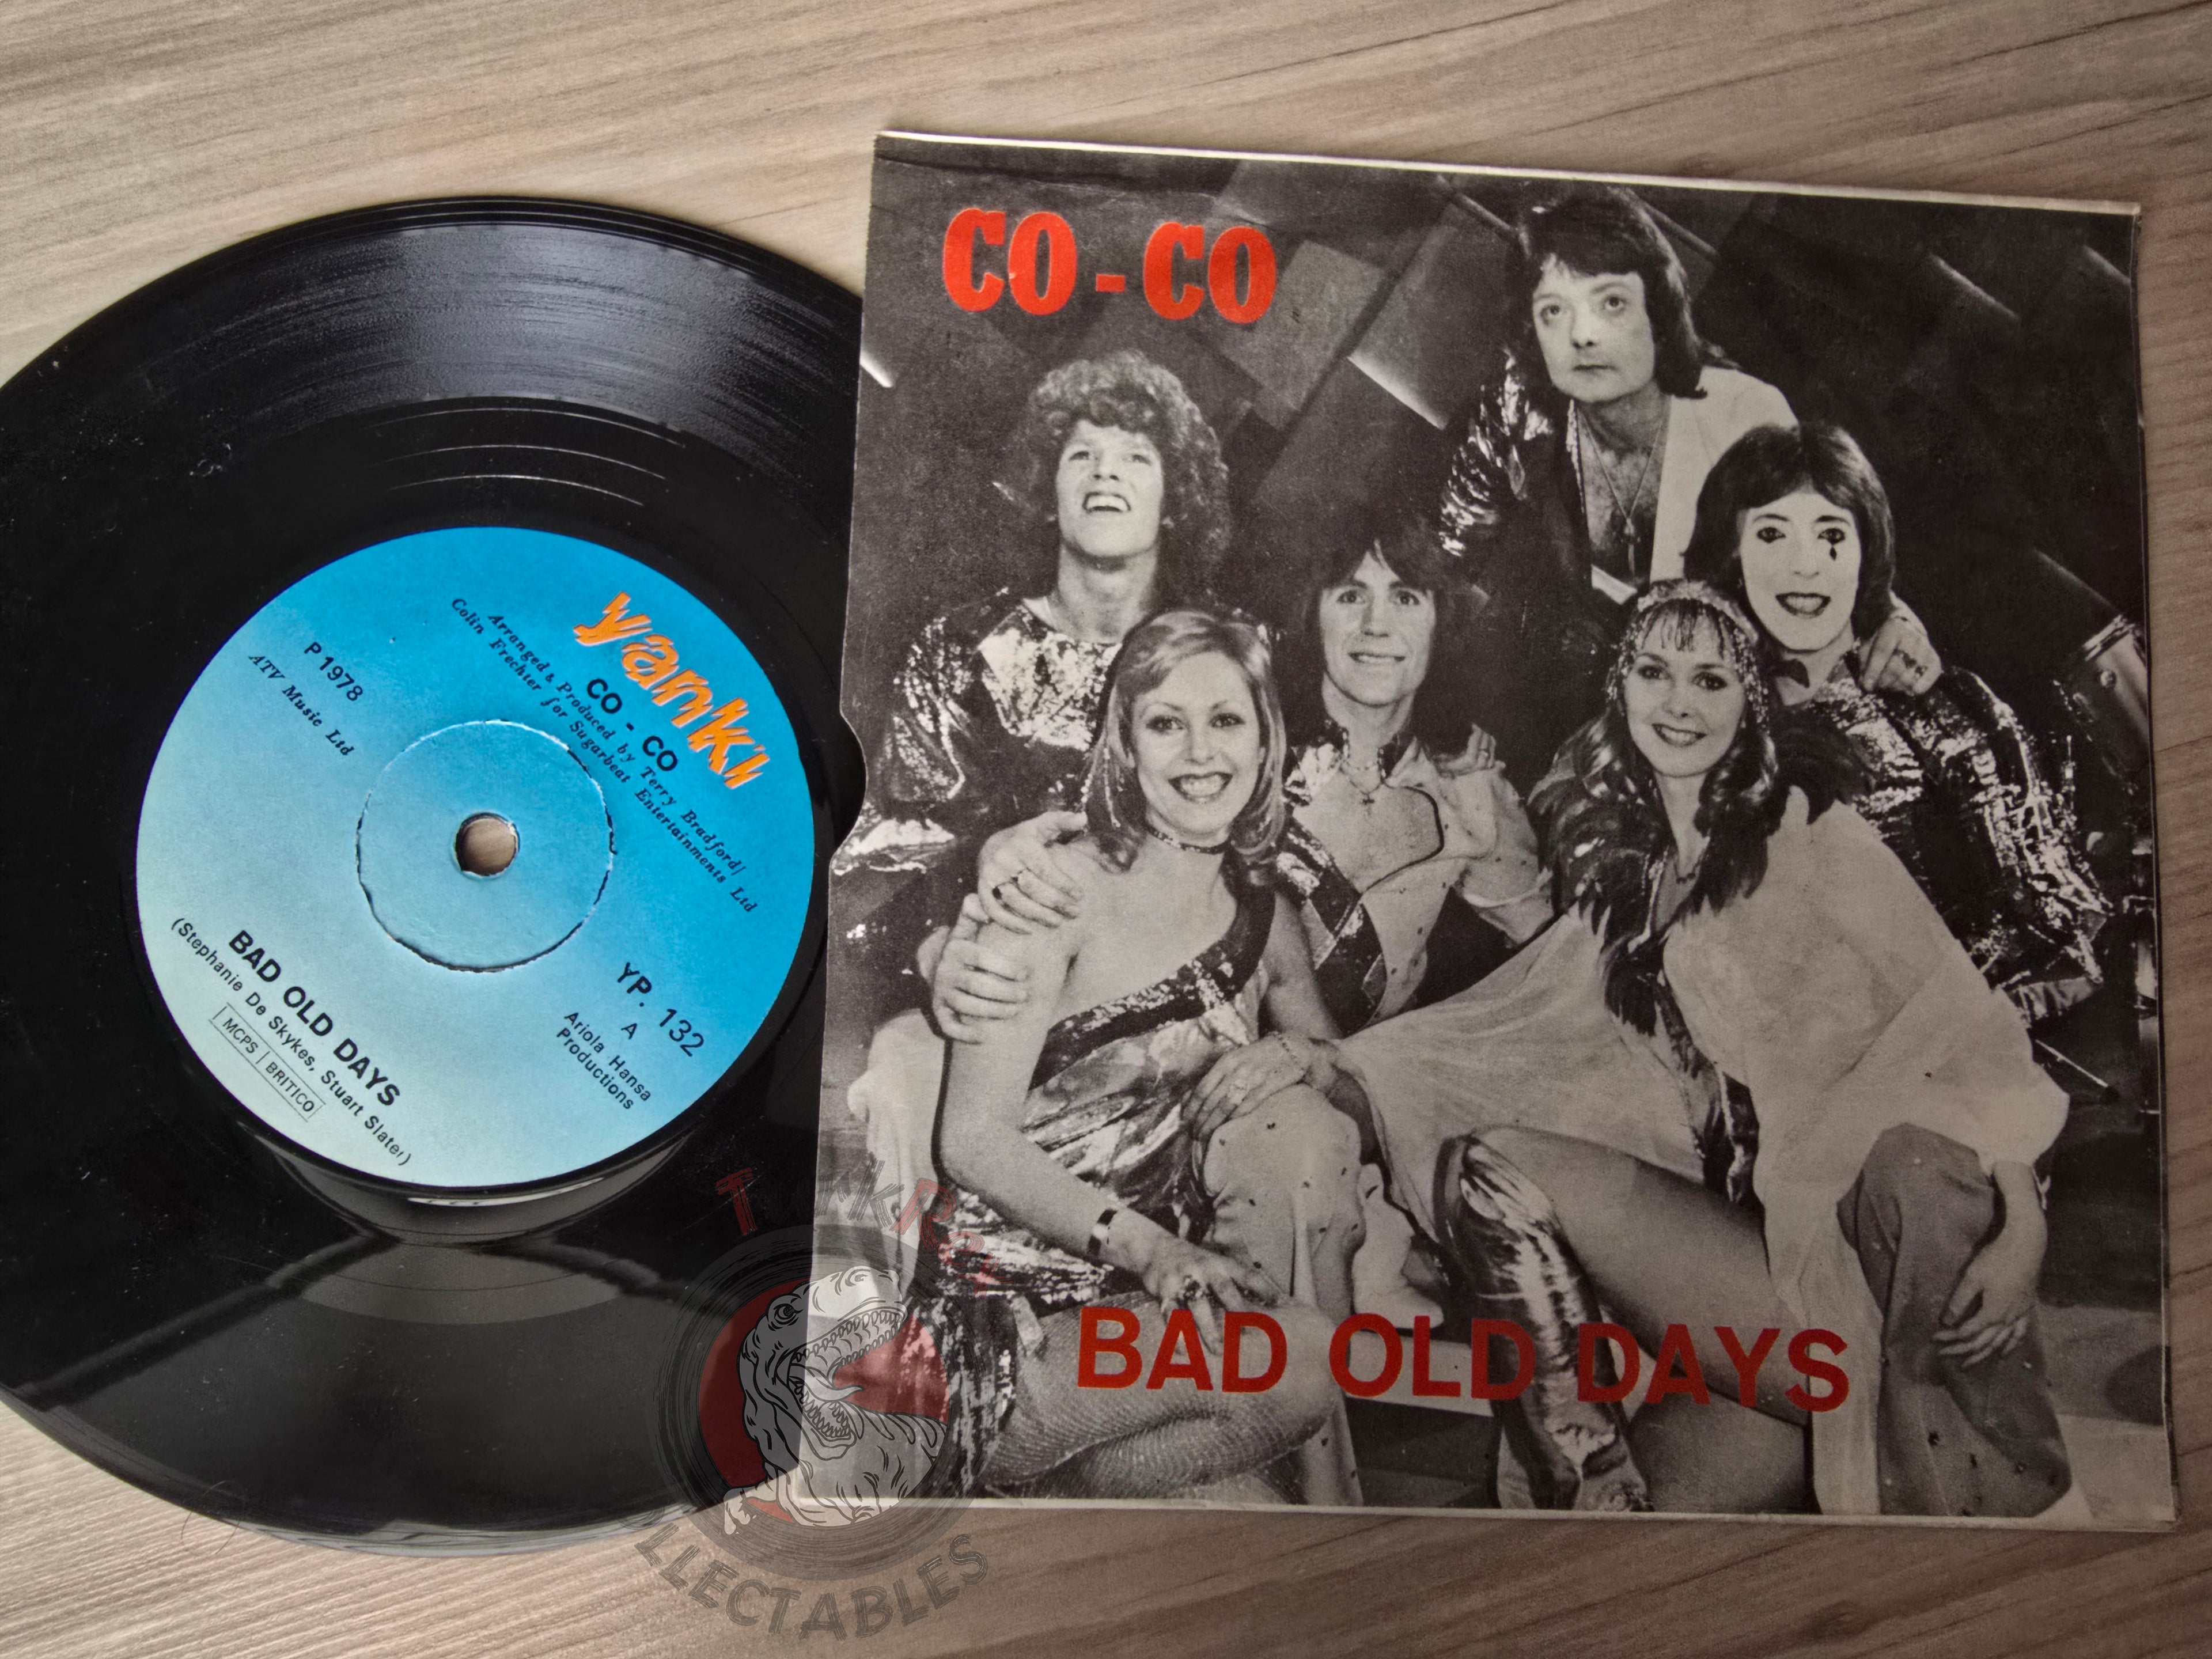 yanki
CO - CO
Arranged & Produced by Terry Bradford/
Colin Frechter for Sugarbeat Entertainments Ltd
P 1978
ATV Music Ltd
YP. 132
A
Ariola Hansa
Productions
BAD OLD DAYS
(Stephanie De Skykes, Stuart Slater)
MCPS | BRITICO
CO - CO
BAD OLD DAYS
LLECTABLES